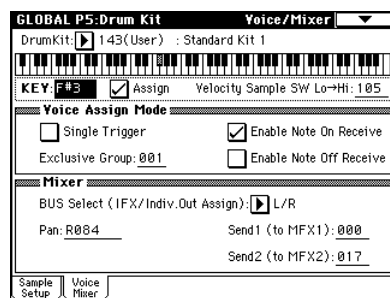 GLOBAL P5:Drum Kit Voice/Mixer
DrumKit: 143(User) : Standard Kit 1
KEY: F#3 Assign Velocity Sample SW Lo→Hi: 105
Voice Assign Mode
Single Trigger Enable Note On Receive
Exclusive Group: 001 Enable Note Off Receive
Mixer
BUS Select (IFX/Indiv.Out Assign): L/R
Pan: R084 Send1 (to MFX1): 000
Send2 (to MFX2): 017
Sample Setup Voice Mixer